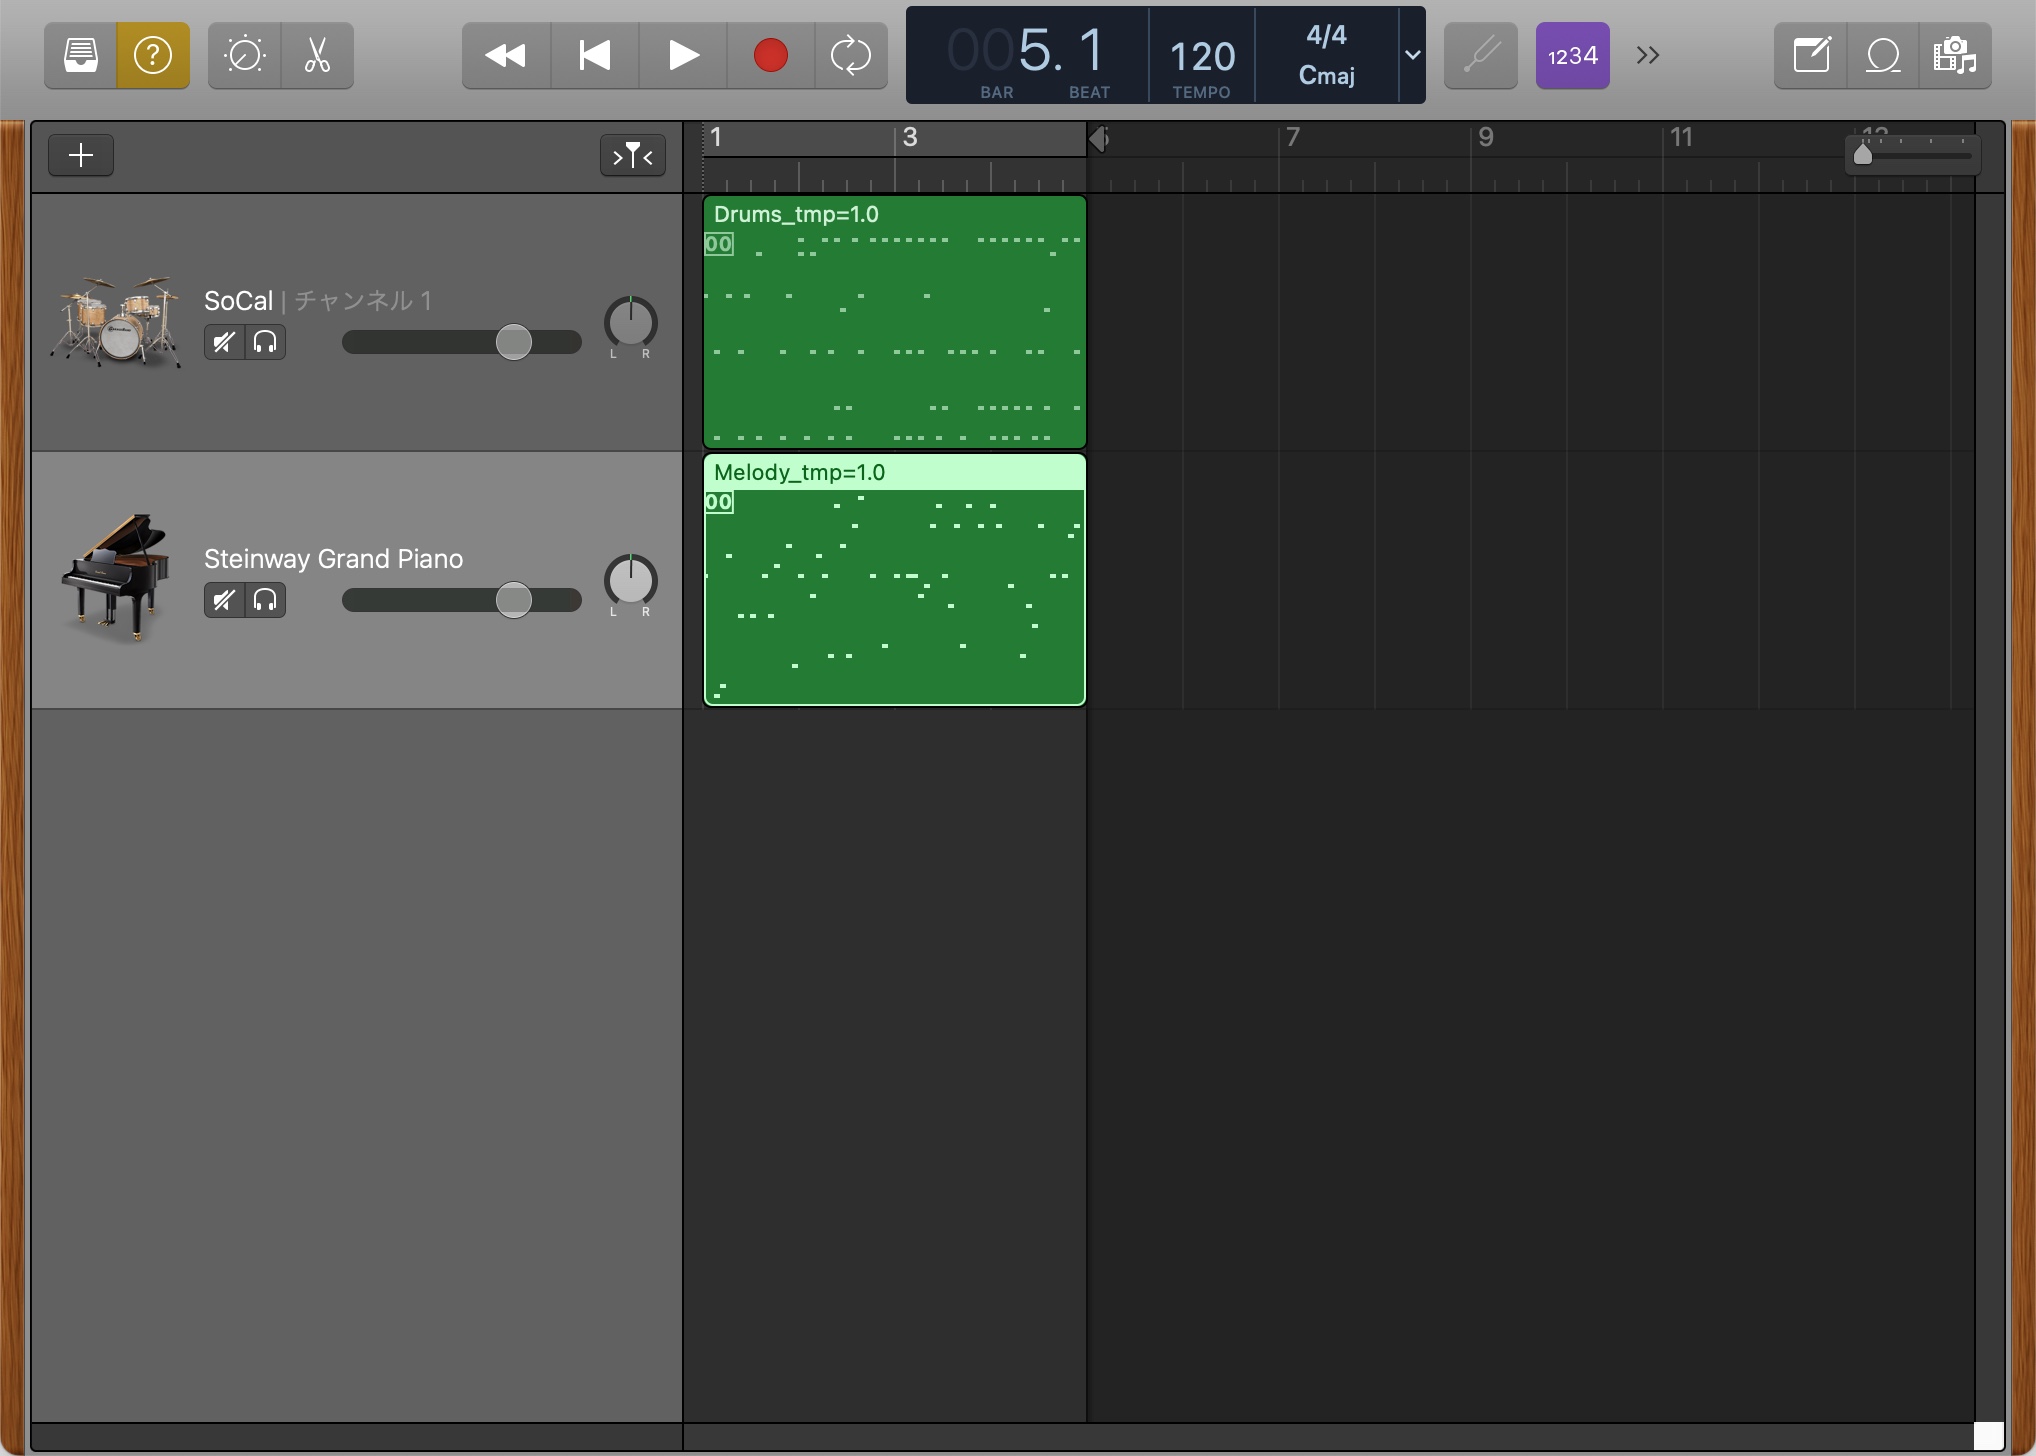 ?
005. 1
BAR BEAT
120
TEMPO
4/4
Cmaj
1234
1 3 5 7 9 11
Drums_tmp=1.0
00
SoCal | チャンネル 1
L R
Melody_tmp=1.0
00
Steinway Grand Piano
L R